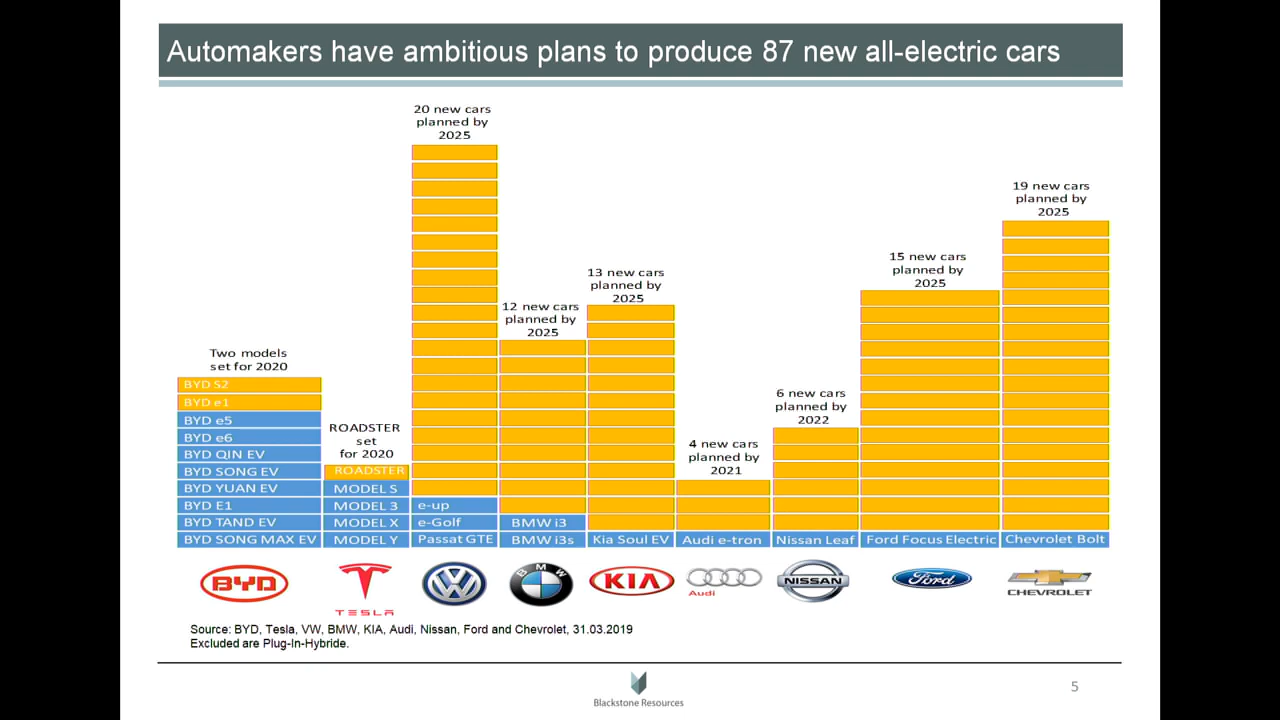 Automakers have ambitious plans to produce 87 new all-electric cars
Two models
set for 2020
BYD S2
BYD e1
BYD e5
BYD e6
BYD QIN EV
BYD SONG EV
BYD YUAN EV
BYD E1
BYD TAND EV
BYD SONG MAX EV
ROADSTER
set
for 2020
ROADSTER
MODEL S
MODEL 3
MODEL X
MODEL Y
20 new cars
planned by
2025
e-up
e-Golf
Passat GTE
12 new cars
planned by
2025
BMW i3
BMW i3s
13 new cars
planned by
2025
Kia Soul EV
4 new cars
planned by
2021
Audi e-tron
6 new cars
planned by
2022
Nissan Leaf
15 new cars
planned by
2025
Ford Focus Electric
19 new cars
planned by
2025
Chevrolet Bolt
BYD
TESLA
VW
BMW
KIA
Audi
NISSAN
Ford
CHEVROLET
Source: BYD, Tesla, VW, BMW, KIA, Audi, Nissan, Ford and Chevrolet, 31.03.2019
Excluded are Plug-In-Hybride.
Blackstone Resources
5